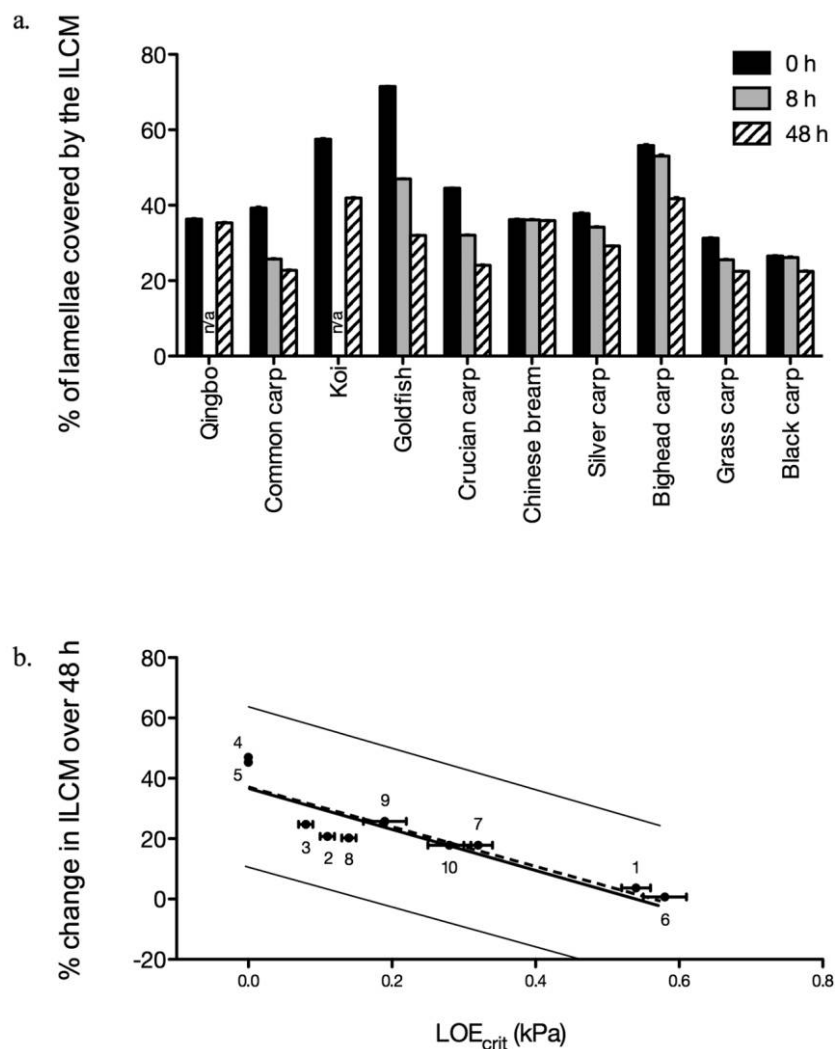 a.
% of lamellae covered by the ILCM
80
60
40
20
0
0 h
8 h
48 h
n/a
n/a
Qingbo
Common carp
Koi
Goldfish
Crucian carp
Chinese bream
Silver carp
Bighead carp
Grass carp
Black carp
b.
% change in ILCM over 48 h
80
60
40
20
0
-20
4
5
3
2
8
9
10
7
1
6
0.0
0.2
0.4
0.6
0.8
LOEcrit (kPa)